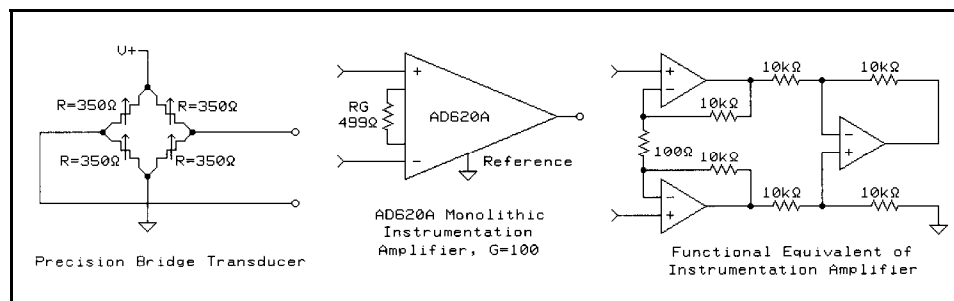 V+
R=350Ω
R=350Ω
R=350Ω
R=350Ω
Precision Bridge Transducer
+
RG
499Ω
AD620A
-
Reference
AD620A Monolithic
Instrumentation
Amplifier, G=100
+
-
10kΩ
10kΩ
10kΩ
-
+
100Ω
10kΩ
-
+
10kΩ
10kΩ
Functional Equivalent of
Instrumentation Amplifier